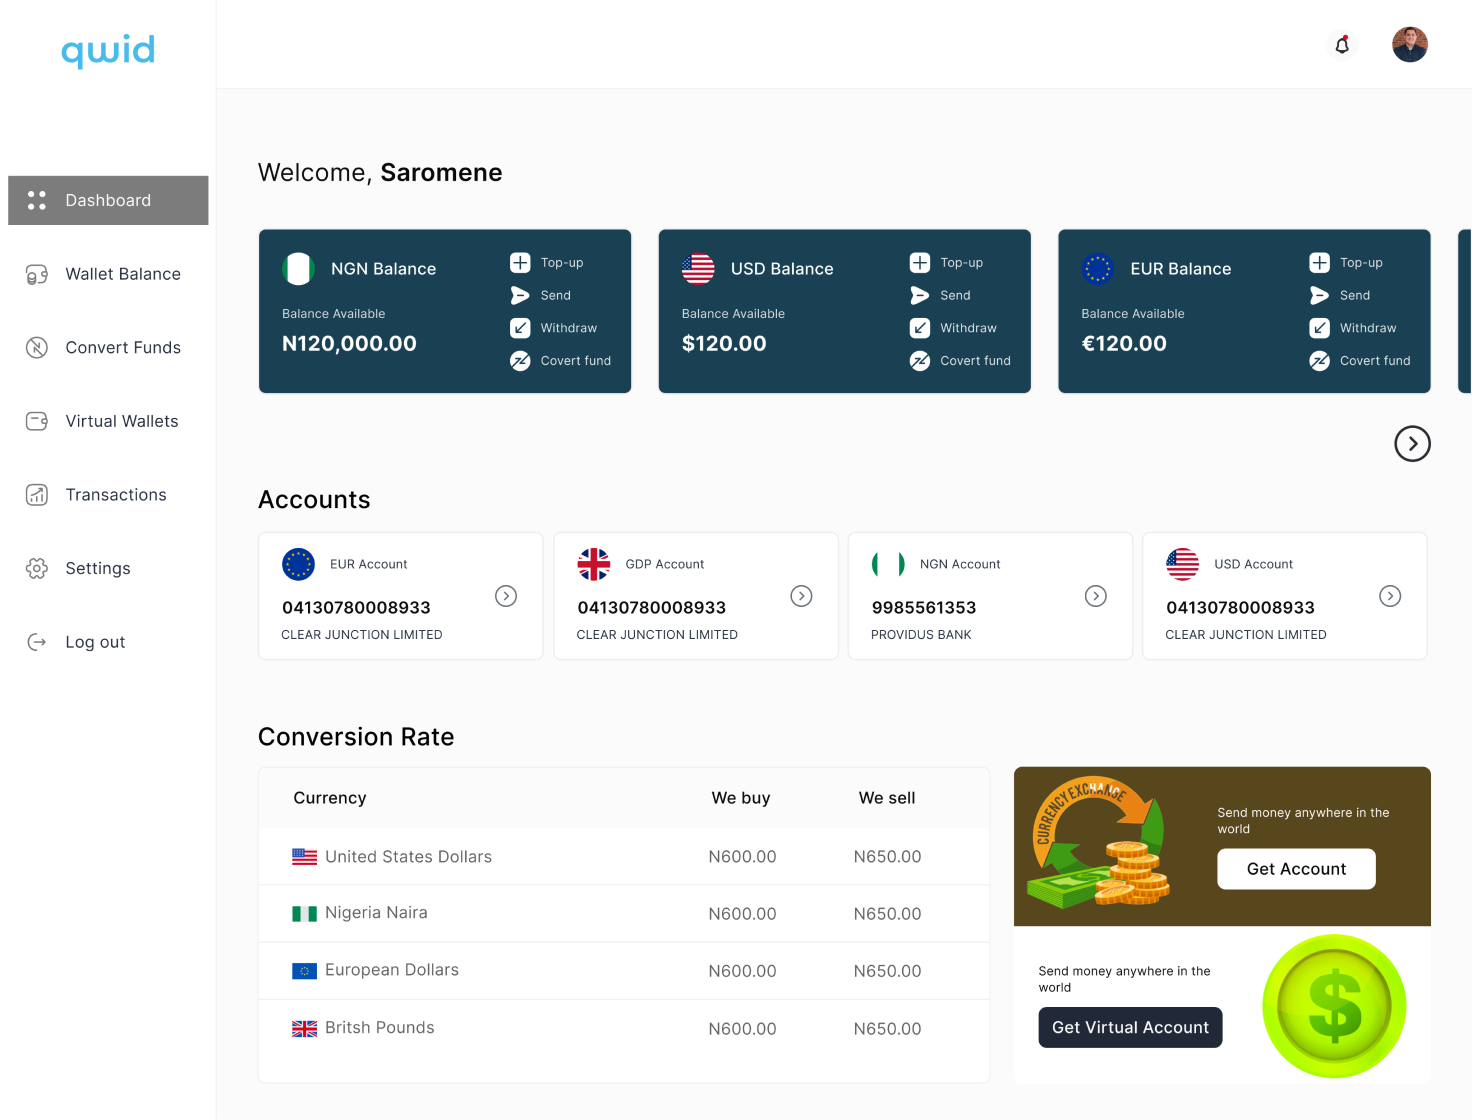 qwid
Dashboard
Wallet Balance
Convert Funds
Virtual Wallets
Transactions
Settings
Log out
Welcome, Saromene
NGN Balance
Balance Available
N120,000.00
Top-up
Send
Withdraw
Covert fund
USD Balance
Balance Available
$120.00
Top-up
Send
Withdraw
Covert fund
EUR Balance
Balance Available
€120.00
Top-up
Send
Withdraw
Covert fund
Accounts
EUR Account
04130780008933
CLEAR JUNCTION LIMITED
GDP Account
04130780008933
CLEAR JUNCTION LIMITED
NGN Account
9985561353
PROVIDUS BANK
USD Account
04130780008933
CLEAR JUNCTION LIMITED
Conversion Rate
Currency We buy We sell
United States Dollars N600.00 N650.00
Nigeria Naira N600.00 N650.00
European Dollars N600.00 N650.00
Britsh Pounds N600.00 N650.00
CURRENCY EXCHANGE
Send money anywhere in the
world
Get Account
Send money anywhere in the
world
Get Virtual Account
$